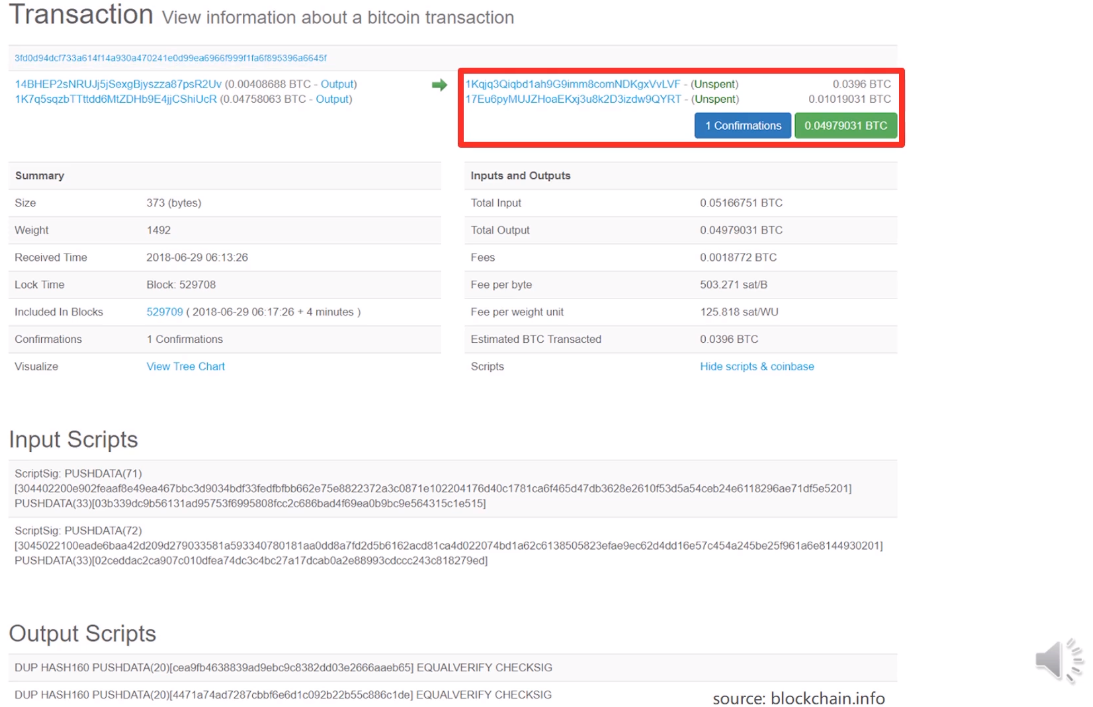 Transaction View information about a bitcoin transaction
3fd0d94dcf733a614f14a930a470241e0d99ea6966f999f1fa6f895396a6645f
14BHEP2sNRUJj5jSoxgBjyszza87psR2Uv (0.00408688 BTC - Output)
1K7q5sqzbTTttdd6MtZDHb9E4jjCShiUcR (0.04758063 BTC - Output)
1Kqjq3Qiqbd1ah9G9imm8comNDKgxVvLVF - (Unspent) 0.0396 BTC
17Eu6pyMUJZHoaEKxj3u8k2D3izdw9QYRT - (Unspent) 0.01019031 BTC
1 Confirmations 0.04979031 BTC
Summary
Size 373 (bytes)
Weight 1492
Received Time 2018-06-29 06:13:26
Lock Time Block: 529708
Included In Blocks 529709 ( 2018-06-29 06:17:26 + 4 minutes )
Confirmations 1 Confirmations
Visualize View Tree Chart
Inputs and Outputs
Total Input 0.05166751 BTC
Total Output 0.04979031 BTC
Fees 0.0018772 BTC
Fee per byte 503.271 sat/B
Fee per weight unit 125.818 sat/WU
Estimated BTC Transacted 0.0396 BTC
Scripts Hide scripts & coinbase
Input Scripts
ScriptSig: PUSHDATA(71)
[304402200e902feaaf8e49ea467bbc3d9034bdf33fedfbfbb662e75e8822372a3c0871e102204176d40c1781ca6f465d47db3628e2610f53d5a54ceb24e6118296ae71df5e5201]
PUSHDATA(33)[03b339dc9b56131ad95753f6995808fcc2c686bad4f69ea0b9bc9e564315c1e515]
ScriptSig: PUSHDATA(72)
[3045022100eade6baa42d209d279033581a593340780181aa0dd8a7fd2d5b6162acd81ca4d022074bd1a62c6138505823efae9ec62d4dd16e57c454a245be25f961a6e8144930201]
PUSHDATA(33)[02ceddac2ca907c010dfea74dc3c4bc27a17dcab0a2e88993cdccc243c818279ed]
Output Scripts
DUP HASH160 PUSHDATA(20)[cea9fb4638839ad9ebc9c8382dd03e2666aaeb65] EQUALVERIFY CHECKSIG
DUP HASH160 PUSHDATA(20)[4471a74ad7287cbbf6e6d1c092b22b55c886c1de] EQUALVERIFY CHECKSIG
source: blockchain.info